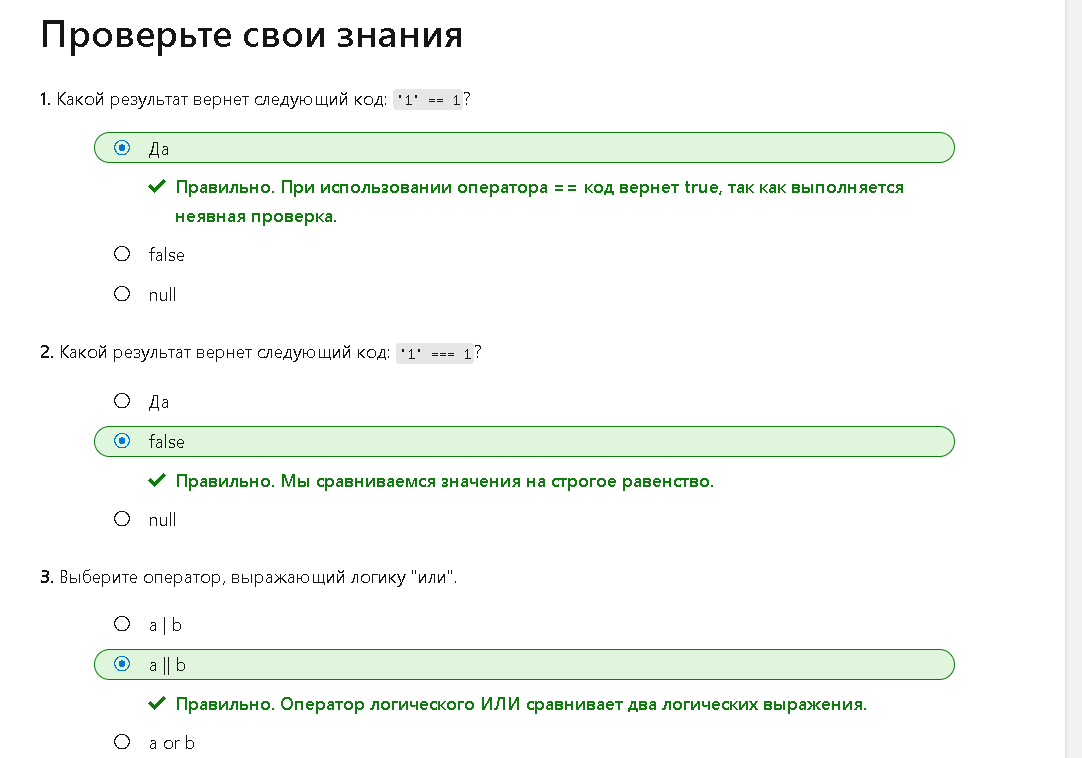 Проверьте свои знания
1. Какой результат вернет следующий код: '1' == 1?
Да
Правильно. При использовании оператора == код вернет true, так как выполняется
неявная проверка.
false
null
2. Какой результат вернет следующий код: '1' === 1?
Да
false
Правильно. Мы сравниваемся значения на строгое равенство.
null
3. Выберите оператор, выражающий логику "или".
a | b
a || b
Правильно. Оператор логического ИЛИ сравнивает два логических выражения.
a or b